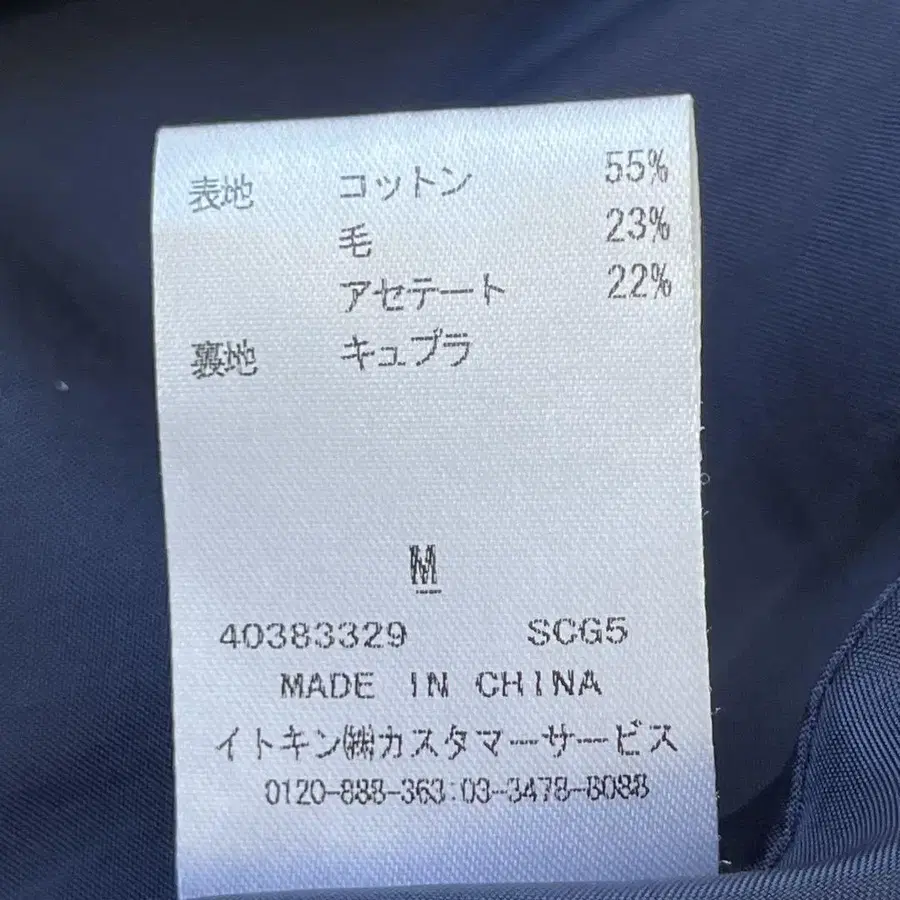 表地 コットン 55%
毛 23%
アセテート 22%
裏地 キュプラ
M
40383329 SCG5
MADE IN CHINA
イトキン㈱カスタマーサービス
0120-888-363:03-3478-8088